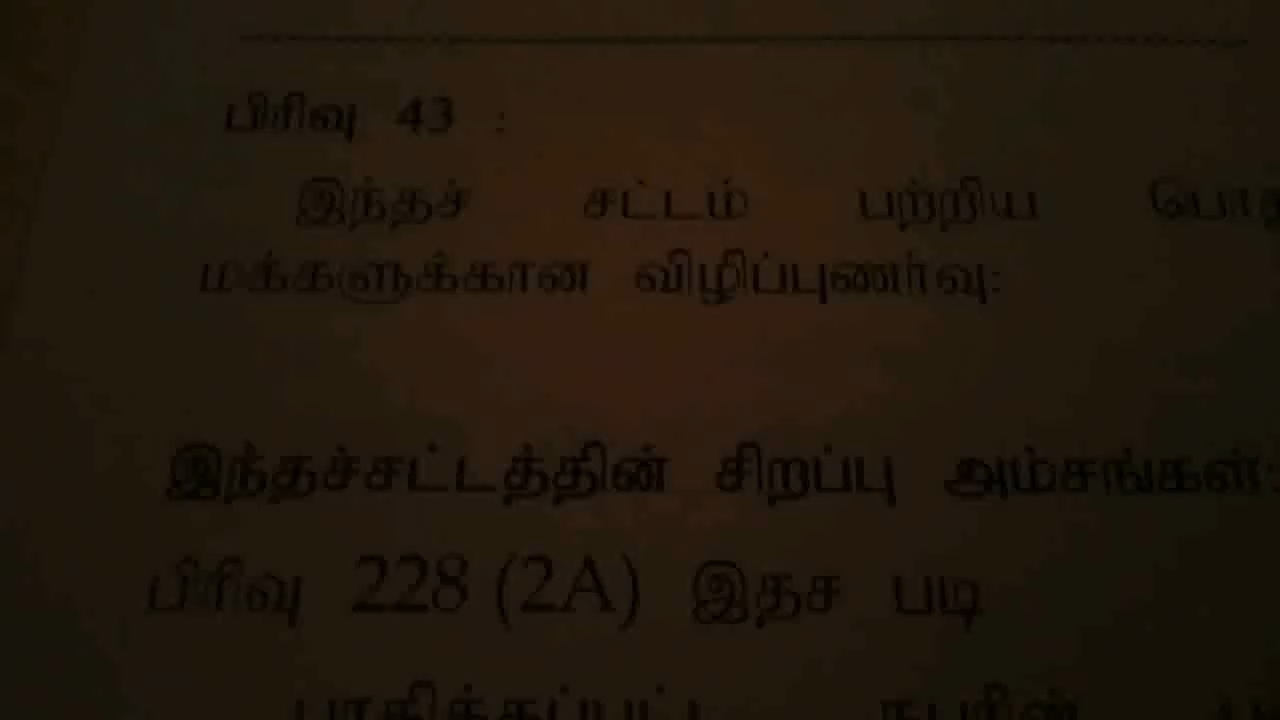 பிரிவு 43 :
இந்தச் சட்டம் பற்றிய
மக்களுக்கான விழிப்புணர்வு:
இந்தச்சட்டத்தின் சிறப்பு அம்சங்கள்:
பிரிவு 228 (2A) இதச படி